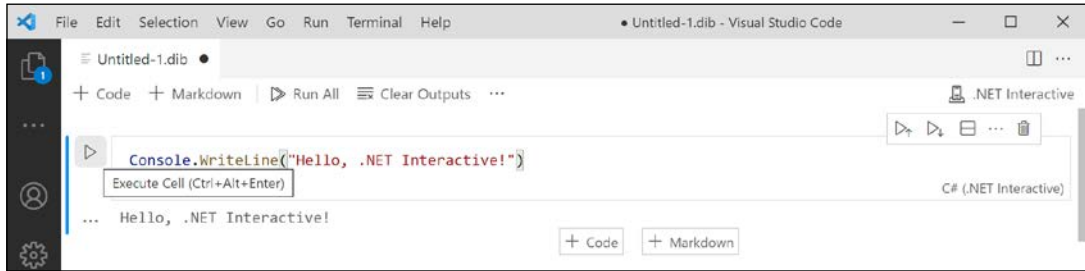 File Edit Selection View Go Run Terminal Help ● Untitled-1.dib - Visual Studio Code
1
Untitled-1.dib ●
+ Code + Markdown Run All Clear Outputs ...
.NET Interactive
Console.WriteLine("Hello, .NET Interactive!")
Execute Cell (Ctrl+Alt+Enter)
C# (.NET Interactive)
... Hello, .NET Interactive!
+ Code + Markdown